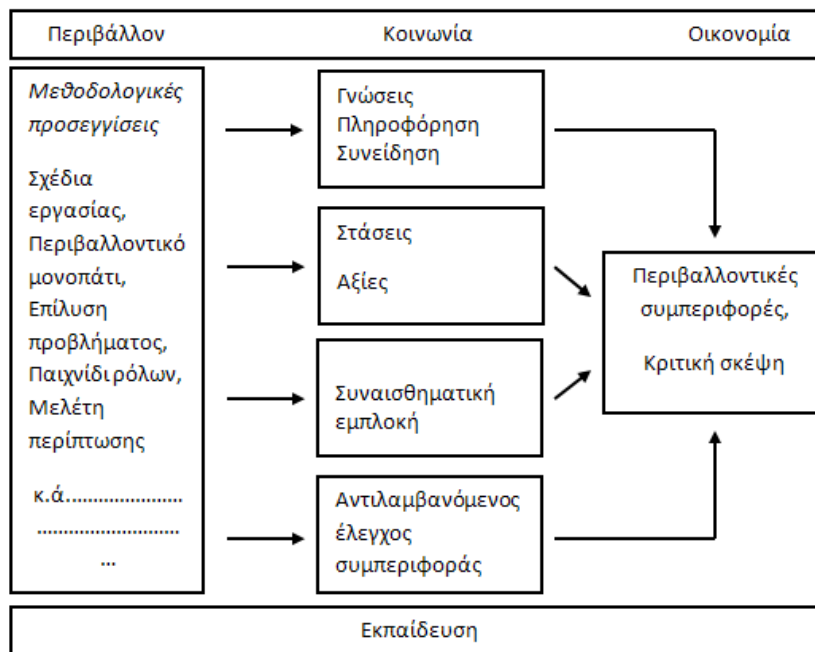 Περιβάλλον Κοινωνία Οικονομία
Μεθοδολογικές
προσεγγίσεις
Σχέδια
εργασίας,
Περιβαλλοντικό
μονοπάτι,
Επίλυση
προβλήματος,
Παιχνίδι ρόλων,
Μελέτη
περίπτωσης
κ.ά......................
............................
...
Γνώσεις
Πληροφόρηση
Συνείδηση
Στάσεις
Αξίες
Συναισθηματική
εμπλοκή
Αντιλαμβανόμενος
έλεγχος
συμπεριφοράς
Περιβαλλοντικές
συμπεριφορές,
Κριτική σκέψη
Εκπαίδευση